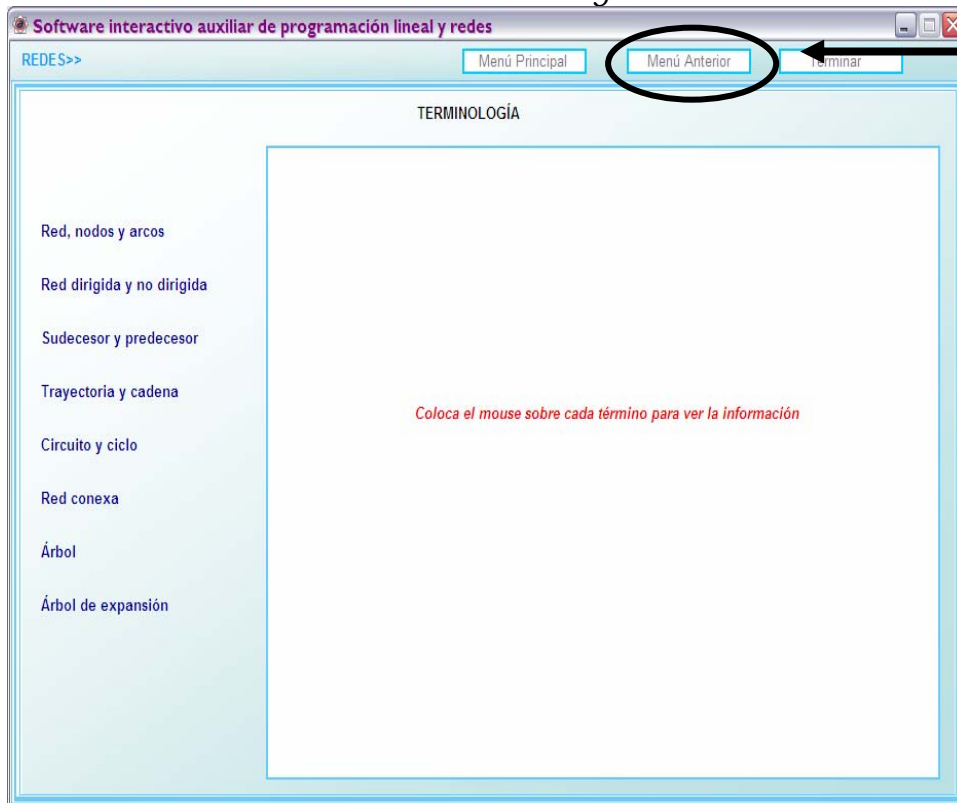 Software interactivo auxiliar de programación lineal y redes
REDES>>
Menú Principal
Menú Anterior
Terminar
TERMINOLOGÍA
Red, nodos y arcos
Red dirigida y no dirigida
Sudecesor y predecesor
Trayectoria y cadena
Coloca el mouse sobre cada término para ver la información
Circuito y ciclo
Red conexa
Árbol
Árbol de expansión